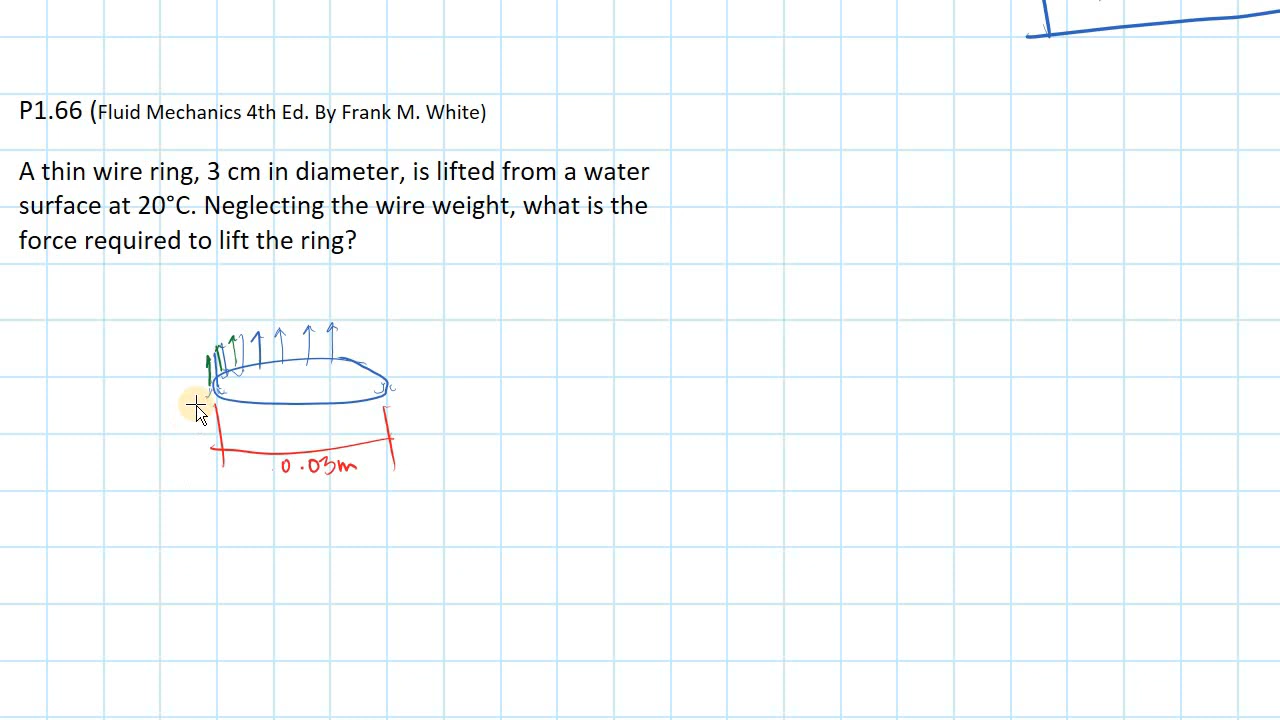 P1.66 (Fluid Mechanics 4th Ed. By Frank M. White)
A thin wire ring, 3 cm in diameter, is lifted from a water
surface at 20°C. Neglecting the wire weight, what is the
force required to lift the ring?
0.03m